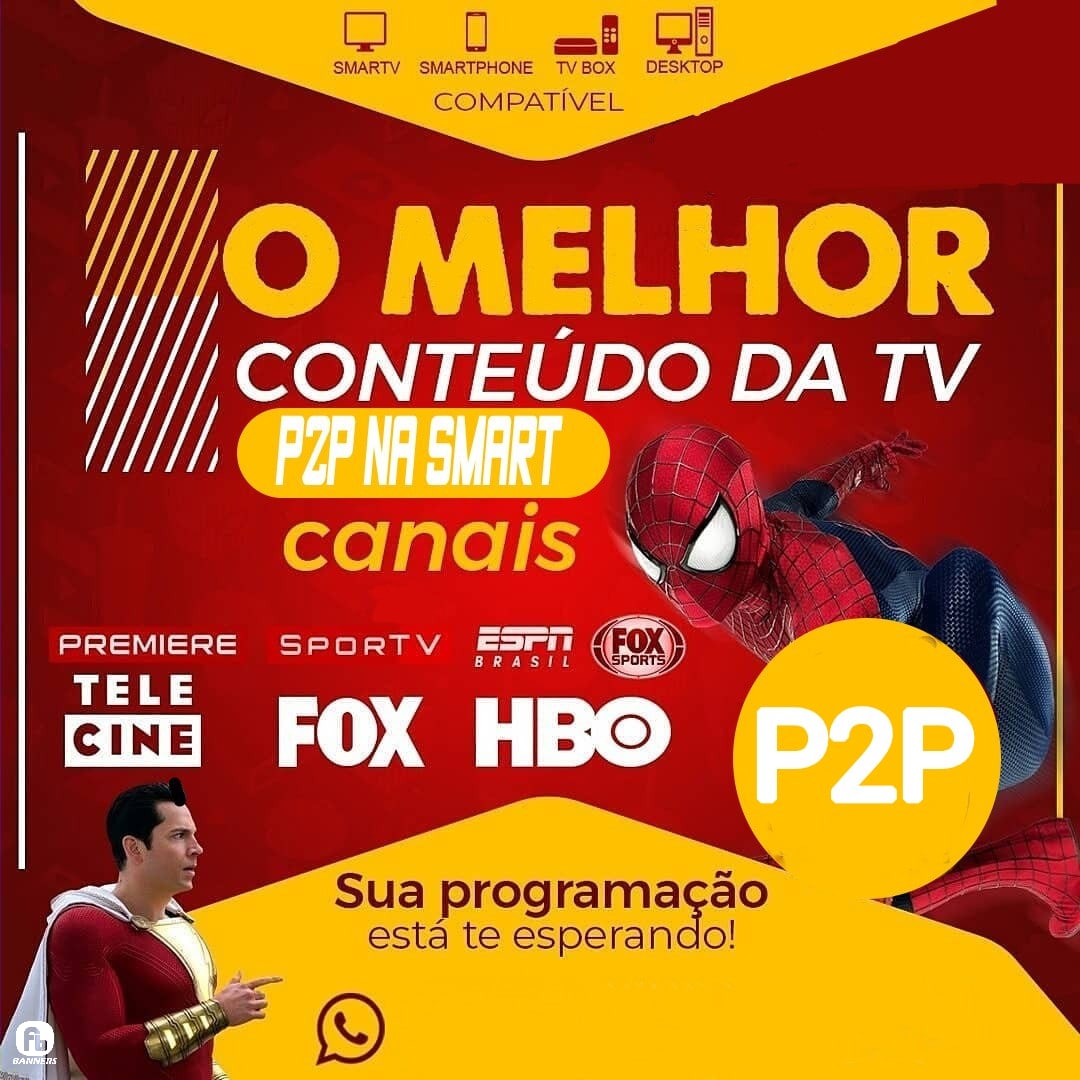 SMARTV SMARTPHONE TV BOX DESKTOP
COMPATÍVEL
O MELHOR
CONTEÚDO DA TV
P2P NA SMART
canais
PREMIERE SPORTV ESPN BRASIL FOX SPORTS
TELE CINE FOX HBO
P2P
Sua programação
está te esperando!
fb
BANNERS